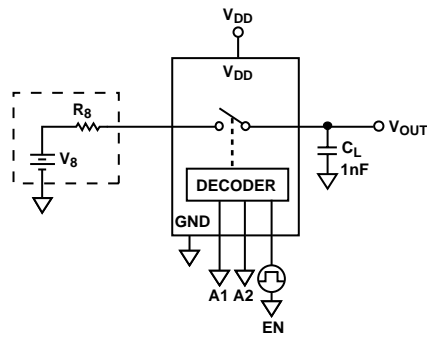 VDD
VDD
R8
V8
VOUT
CL
1nF
DECODER
GND
A1 A2
EN